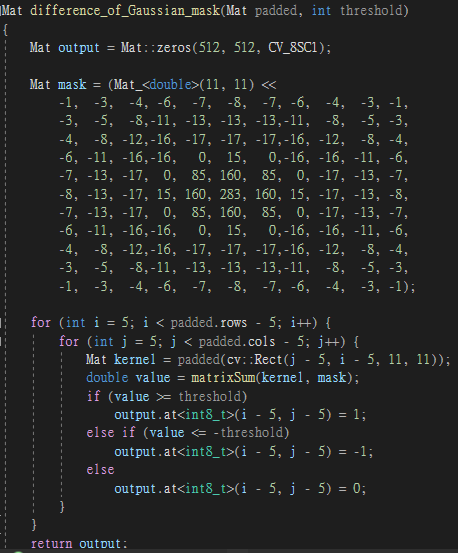 Mat difference_of_Gaussian_mask(Mat padded, int threshold)
{
    Mat output = Mat::zeros(512, 512, CV_8SC1);

    Mat mask = (Mat_<double>(11, 11) <<
        -1, -3, -4, -6, -7, -8, -7, -6, -4, -3, -1,
        -3, -5, -8,-11, -13, -13, -13,-11, -8, -5, -3,
        -4, -8, -12,-16, -17, -17, -17,-16, -12, -8, -4,
        -6, -11, -16,-16, 0, 15, 0,-16, -16, -11, -6,
        -7, -13, -17, 0, 85, 160, 85, 0, -17, -13, -7,
        -8, -13, -17, 15, 160, 283, 160, 15, -17, -13, -8,
        -7, -13, -17, 0, 85, 160, 85, 0, -17, -13, -7,
        -6, -11, -16,-16, 0, 15, 0,-16, -16, -11, -6,
        -4, -8, -12,-16, -17, -17, -17,-16, -12, -8, -4,
        -3, -5, -8,-11, -13, -13, -13,-11, -8, -5, -3,
        -1, -3, -4, -6, -7, -8, -7, -6, -4, -3, -1);

    for (int i = 5; i < padded.rows - 5; i++) {
        for (int j = 5; j < padded.cols - 5; j++) {
            Mat kernel = padded(cv::Rect(j - 5, i - 5, 11, 11));
            double value = matrixSum(kernel, mask);
            if (value >= threshold)
                output.at<int8_t>(i - 5, j - 5) = 1;
            else if (value <= -threshold)
                output.at<int8_t>(i - 5, j - 5) = -1;
            else
                output.at<int8_t>(i - 5, j - 5) = 0;
        }
    }
    return output;